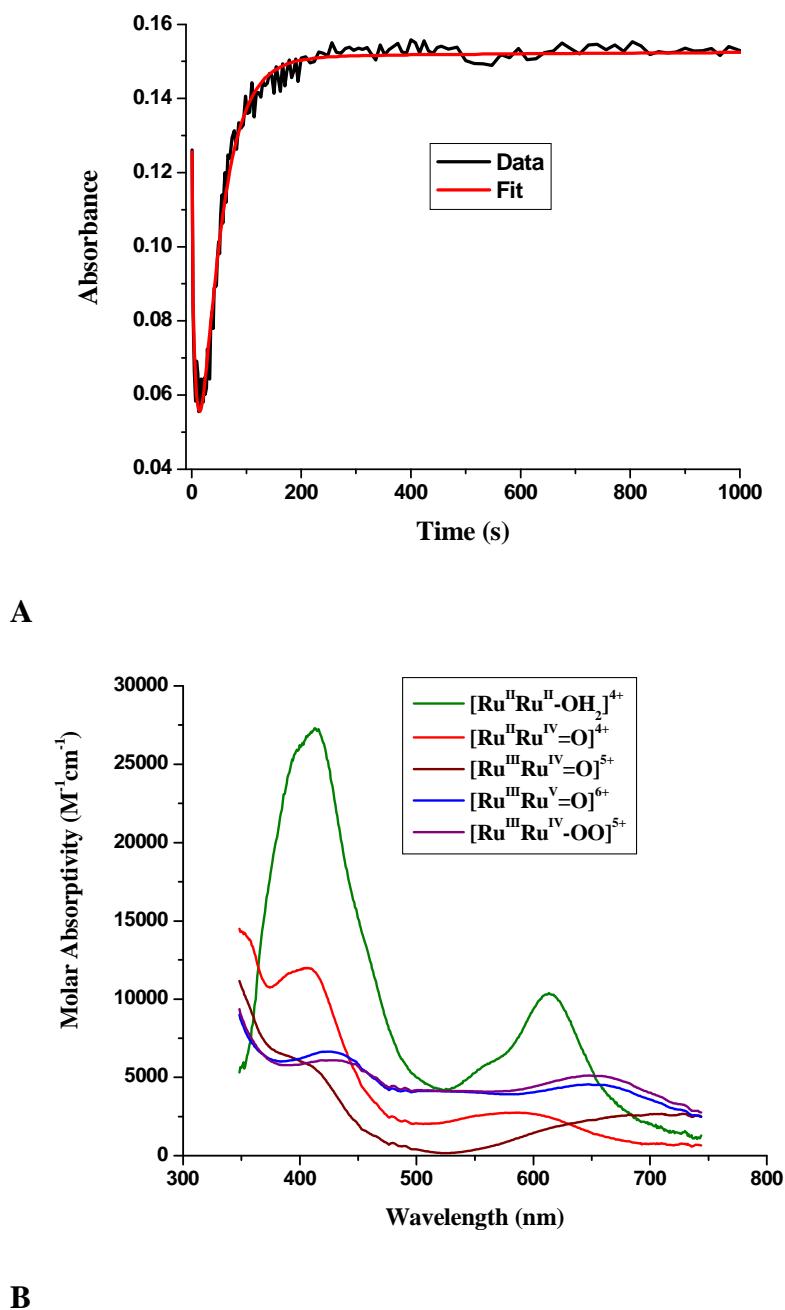 0.16
0.14
0.12
0.10
0.08
0.06
0.04
Absorbance
Data
Fit
0 200 400 600 800 1000
Time (s)
A
30000
25000
20000
15000
10000
5000
0
Molar Absorptivity (M⁻¹cm⁻¹)
[RuᴵᴵRuᴵᴵ-OH₂]⁴⁺
[RuᴵᴵRuᴵⱽ=O]⁴⁺
[RuᴵᴵᴵRuᴵⱽ=O]⁵⁺
[RuᴵᴵᴵRuⱽ=O]⁶⁺
[RuᴵᴵᴵRuᴵⱽ-OO]⁵⁺
300 400 500 600 700 800
Wavelength (nm)
B